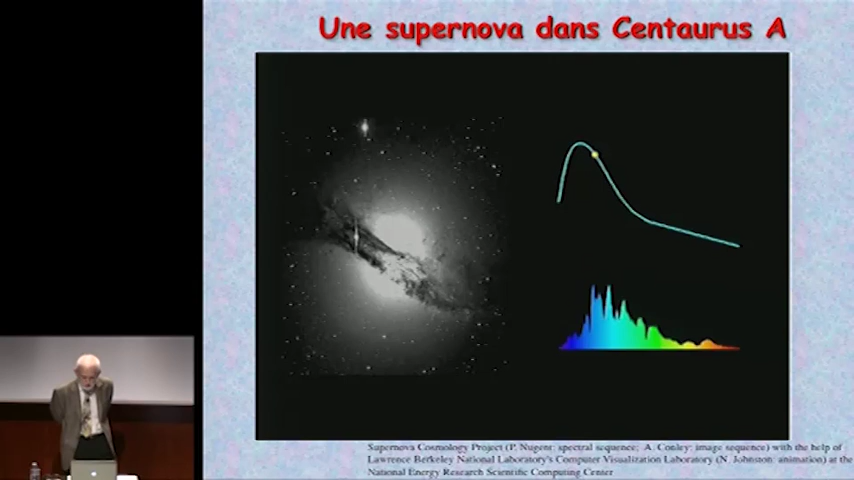 Une supernova dans Centaurus A
Supernova Cosmology Project (P. Nugent: spectral sequence; A. Conley: image sequence) with the help of
Lawrence Berkeley National Laboratory's Computer Visualization Laboratory (N. Johnston: animation) at the
National Energy Research Scientific Computing Center